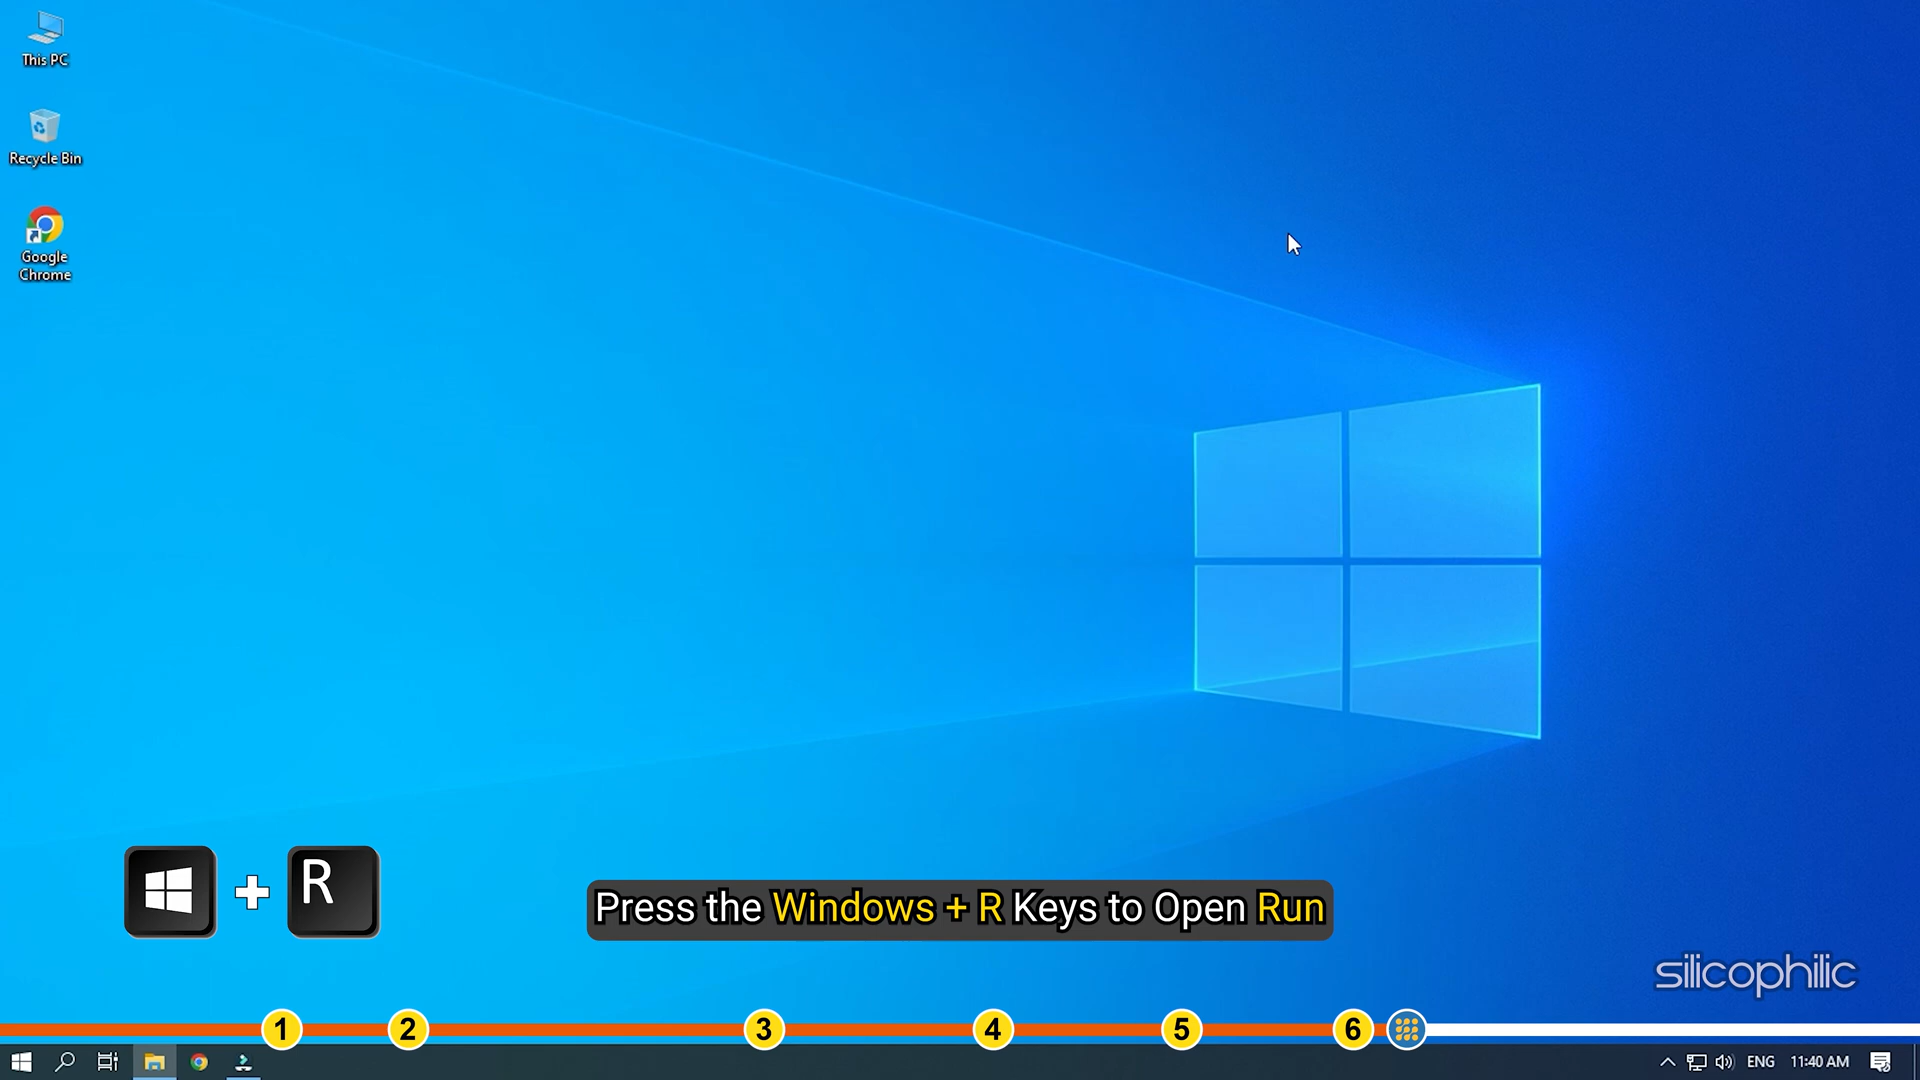 This PC
Recycle Bin
Google
Chrome
R
Press the Windows + R Keys to Open Run
silicophilic
1 2 3 4 5 6
ENG 11:40 AM